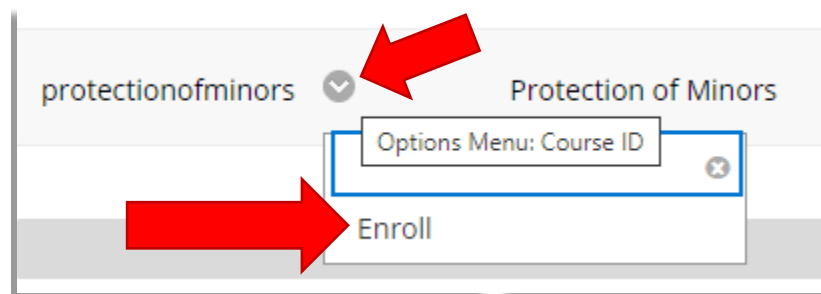 protectionofminors Protection of Minors
Options Menu: Course ID
Enroll